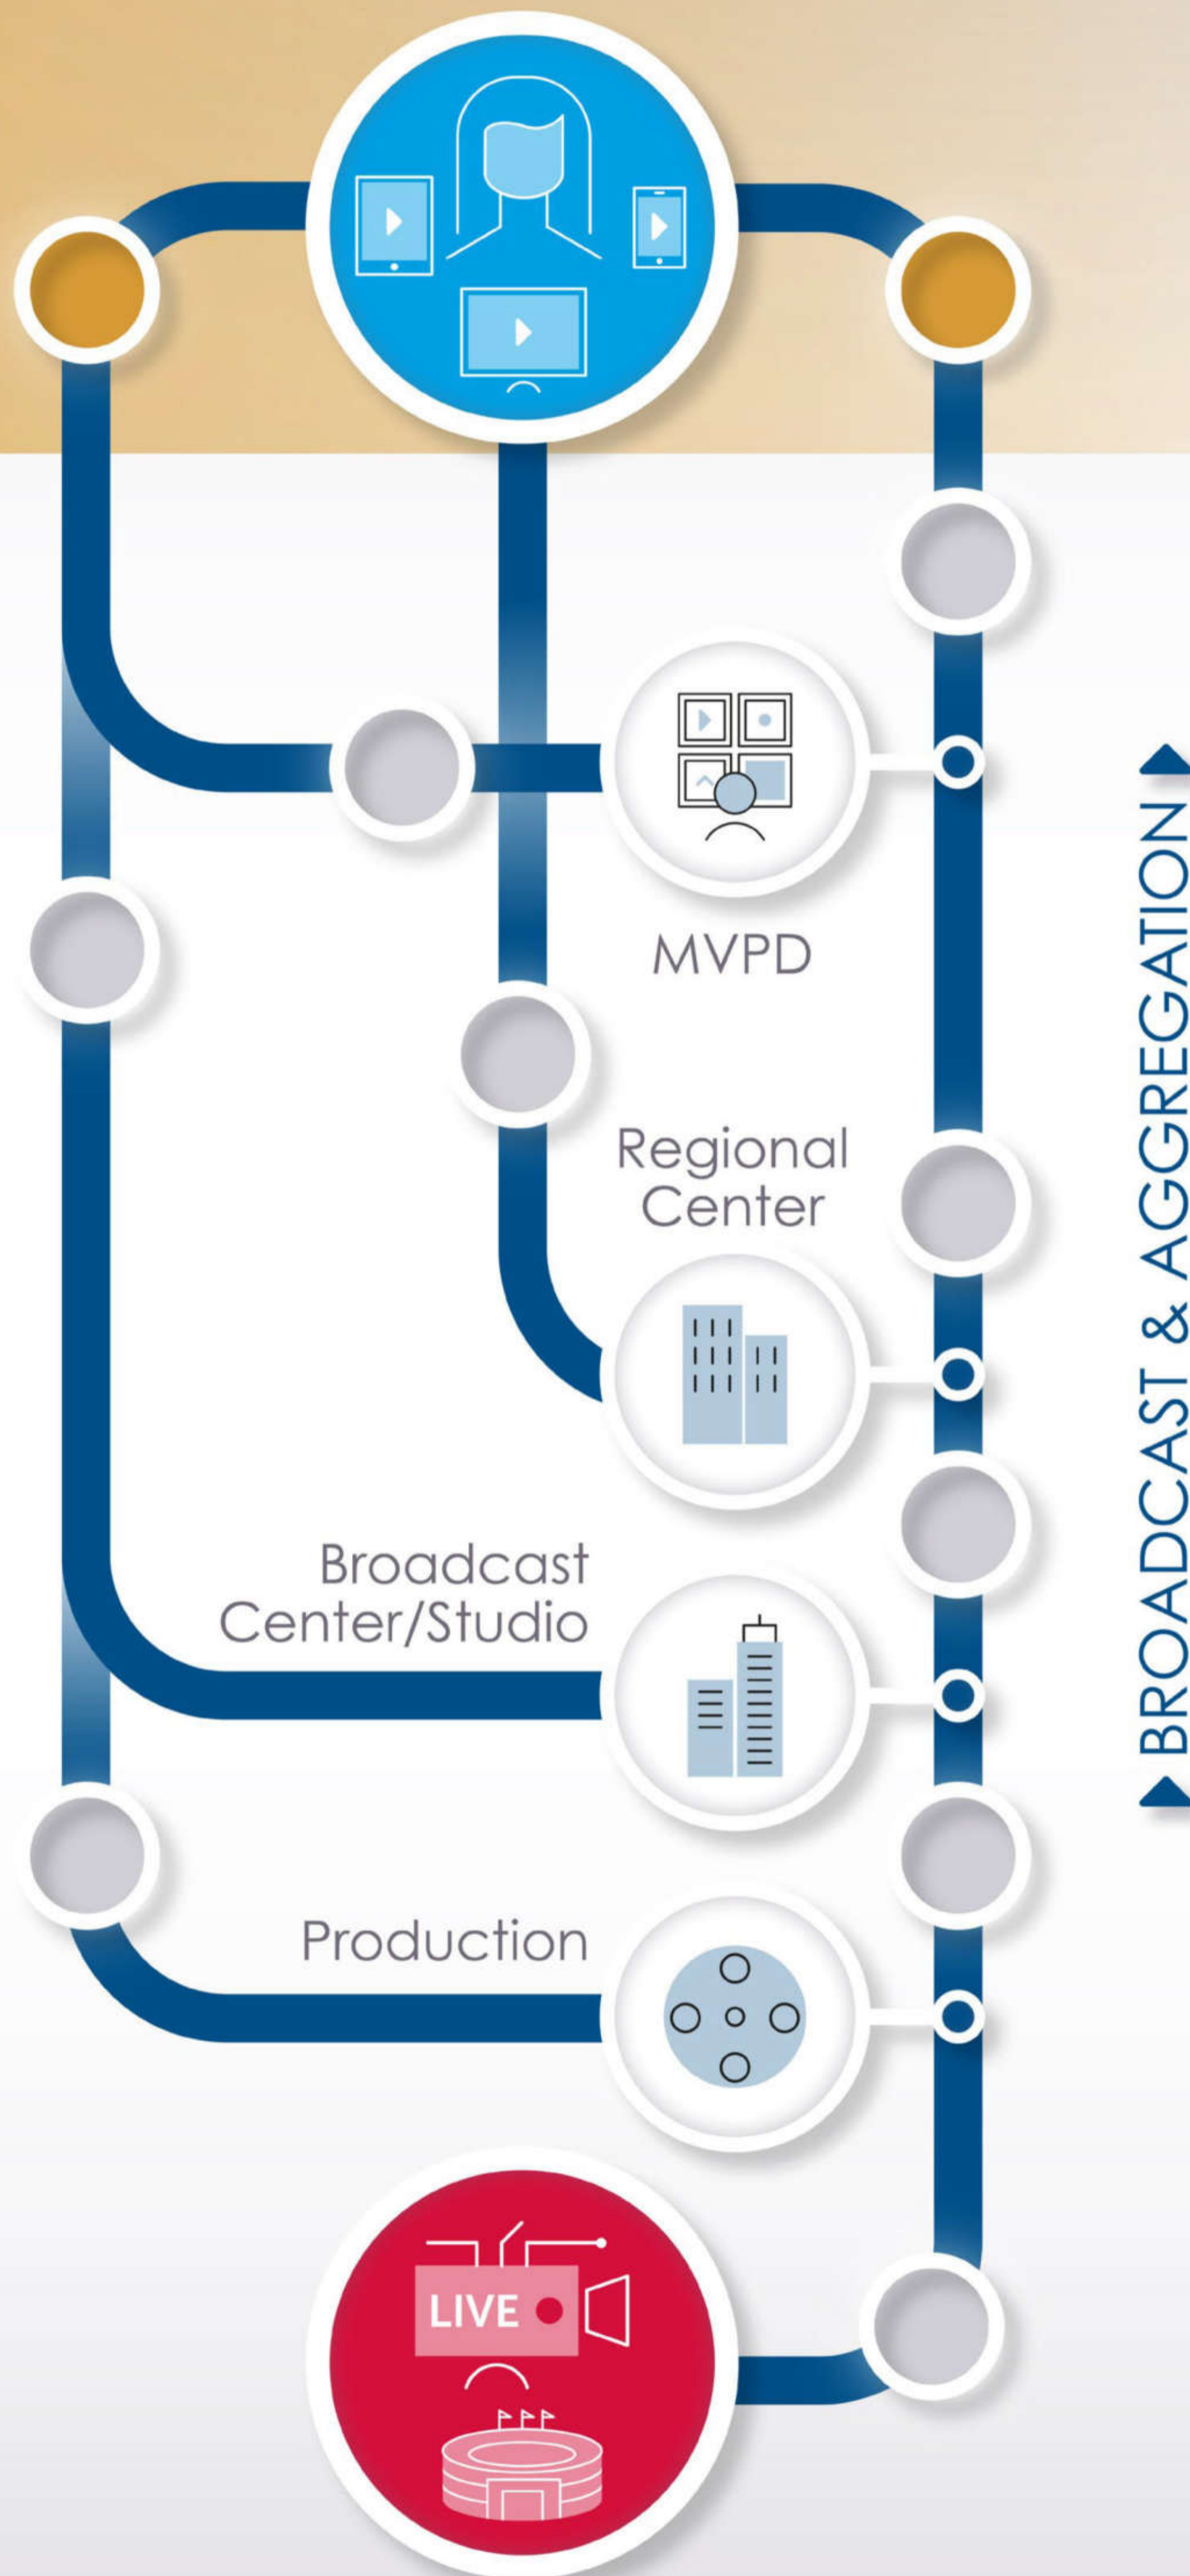 MVPD
Regional
Center
Broadcast
Center/Studio
Production
LIVE
BROADCAST & AGGREGATION